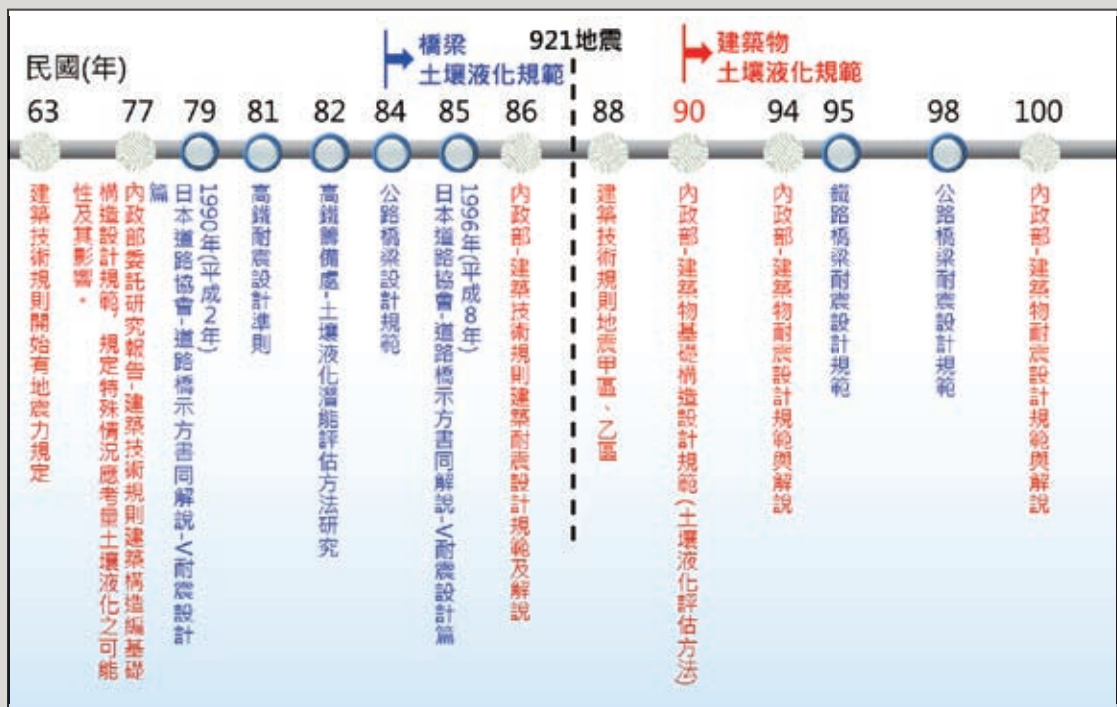 橋梁
土壤液化規範
921地震
建築物
土壤液化規範
民國(年)
63
77
79
81
82
84
85
86
88
90
94
95
98
100
建築技術規則開始有地震力規定
內政部委託研究報告-建築技術規則建築構造編基礎
構造設計規範，規定特殊情況應考量土壤液化之可能
性及其影響。
1990年(平成2年)
日本道路協會-道路橋示方書同解說-V耐震設計
篇
高鐵耐震設計準則
高鐵籌備處-土壤液化潛能評估方法研究
公路橋梁設計規範
1996年(平成8年)
日本道路協會-道路橋示方書同解說-V耐震設計篇
內政部-建築技術規則建築耐震設計規範及解說
建築技術規則地震甲區、乙區
內政部-建築物基礎構造設計規範(土壤液化評估方法)
內政部-建築物耐震設計規範與解說
鐵路橋梁耐震設計規範
公路橋梁耐震設計規範
內政部-建築物耐震設計規範與解說